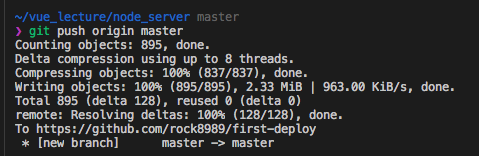 ~/vue_lecture/node_server master
❯ git push origin master
Counting objects: 895, done.
Delta compression using up to 8 threads.
Compressing objects: 100% (837/837), done.
Writing objects: 100% (895/895), 2.33 MiB | 963.00 KiB/s, done.
Total 895 (delta 128), reused 0 (delta 0)
remote: Resolving deltas: 100% (128/128), done.
To https://github.com/rock8989/first-deploy
 * [new branch]      master -> master